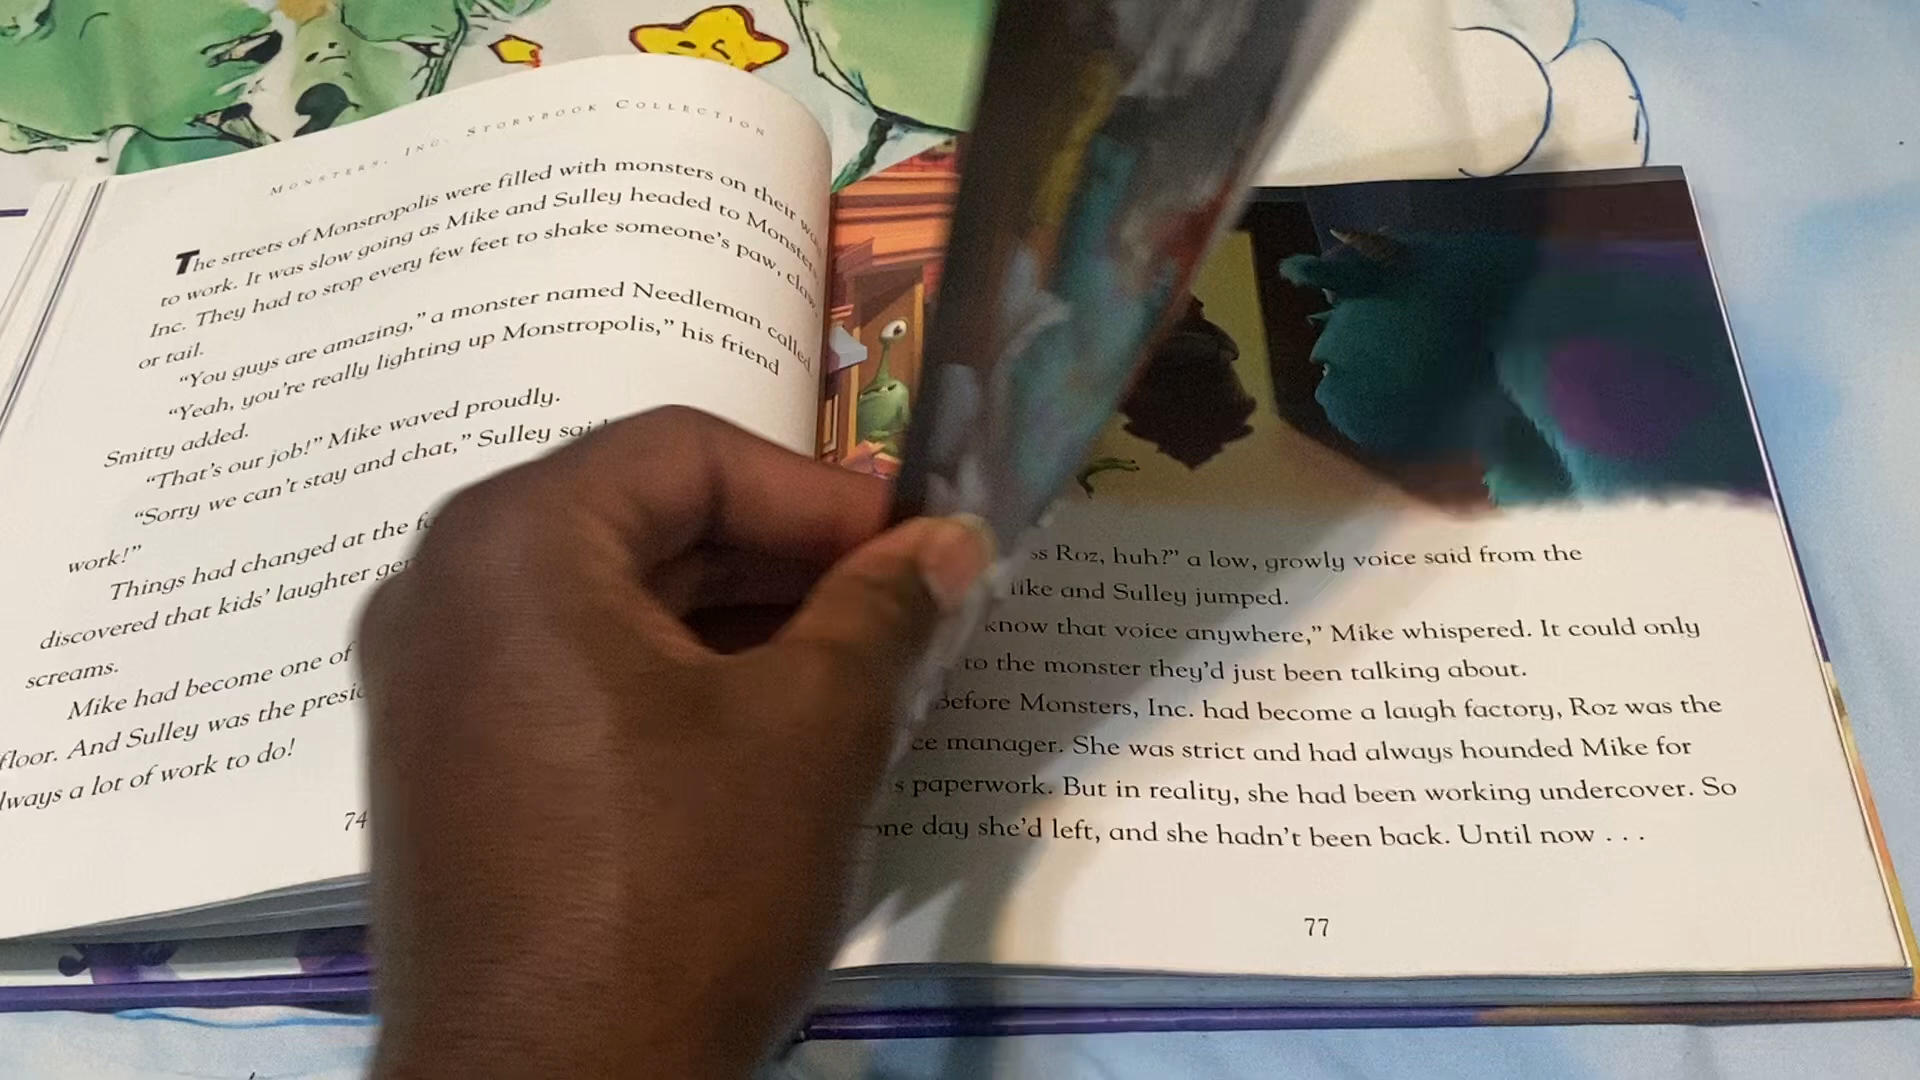 MONSTERS, INC. STORYBOOK COLLECTION
The streets of Monstropolis were filled with monsters on their
to work. It was slow going as Mike and Sulley headed to Monsters,
Inc. They had to stop every few feet to shake someone's paw, claw,
or tail.
"You guys are amazing," a monster named Needleman called.
"Yeah, you're really lighting up Monstropolis," his friend
Smitty added.
"That's our job!" Mike waved proudly.
"Sorry we can't stay and chat," Sulley
work!"
Things had changed at the
discovered that kids' laughter
screams.
Mike had become one of
floor. And Sulley was the
a lot of work to do!
74
Roz, huh?" a low, growly voice said from the
and Sulley jumped.
know that voice anywhere," Mike whispered. It could only
to the monster they'd just been talking about.
Before Monsters, Inc. had become a laugh factory, Roz was the
manager. She was strict and had always hounded Mike for
paperwork. But in reality, she had been working undercover. So
one day she'd left, and she hadn't been back. Until now . . .
77